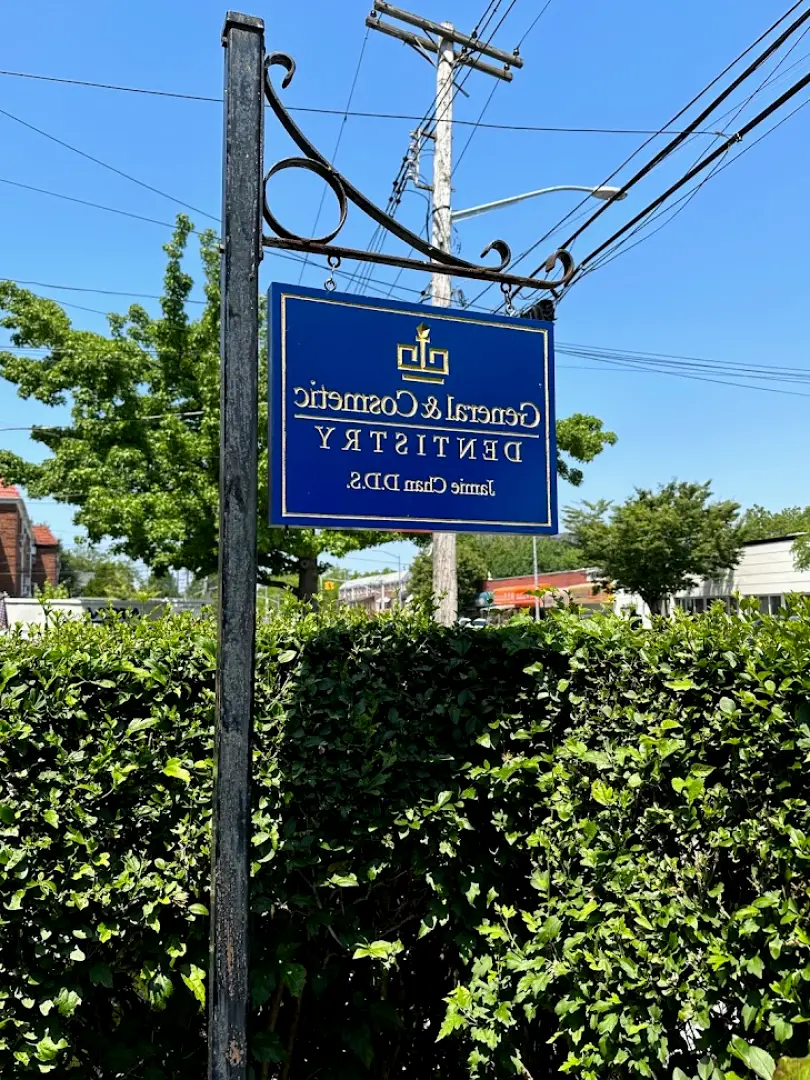 General & Cosmetic
DENTISTRY
Jamie Chan D.D.S.